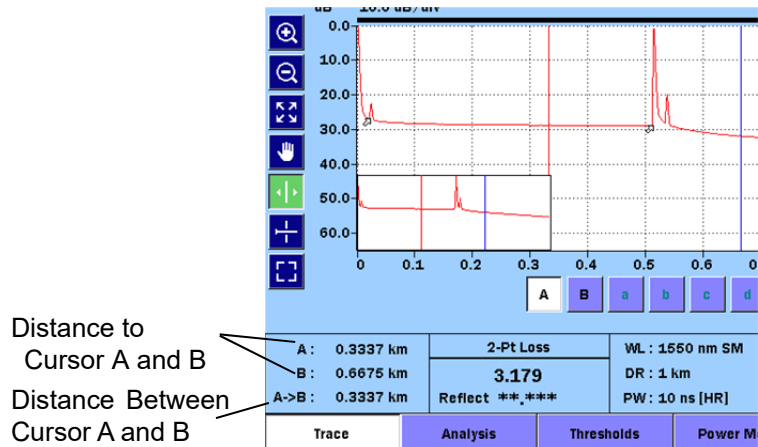 dB 10.0 dB/div
0.0
10.0
20.0
30.0
40.0
50.0
60.0
0 0.1 0.2 0.3 0.4 0.5 0.6
A B a b c d
Distance to
Cursor A and B
Distance Between
Cursor A and B
A : 0.3337 km
B : 0.6675 km
A->B : 0.3337 km
2-Pt Loss
3.179
Reflect **.***
WL : 1550 nm SM
DR : 1 km
PW : 10 ns [HR]
Trace Analysis Thresholds Power